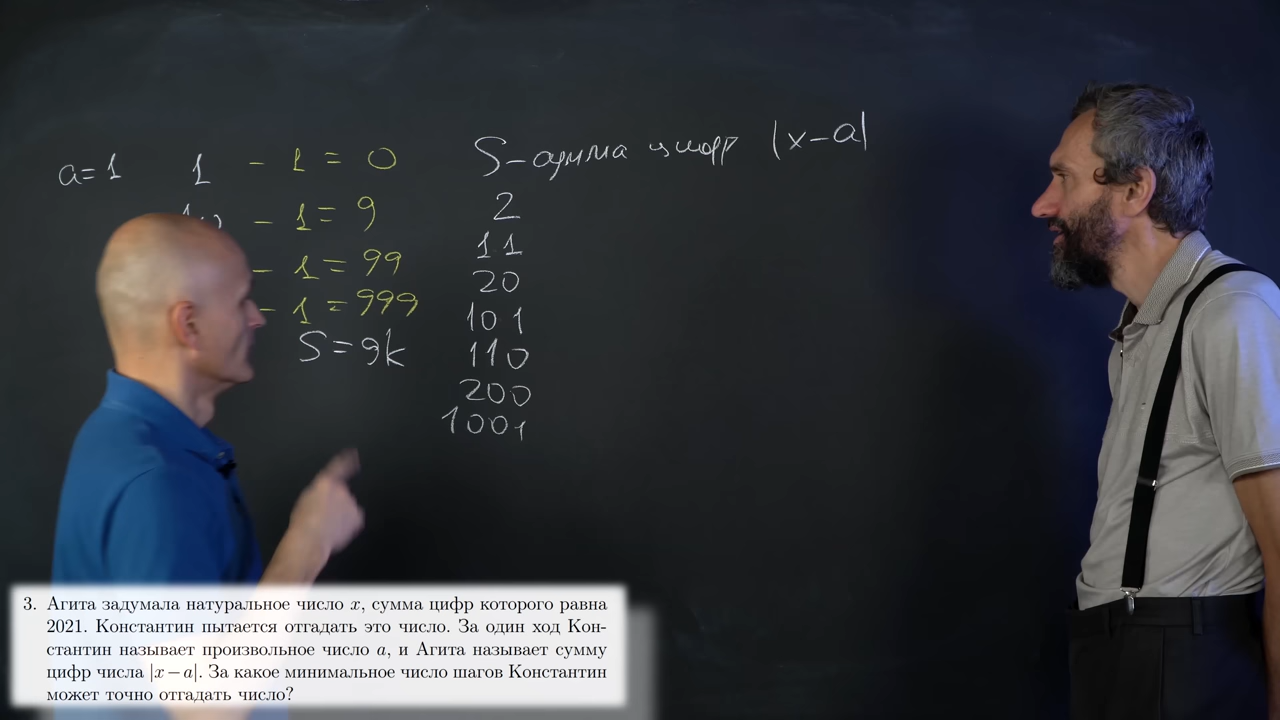 a=1 1 - 1 = 0
- 1 = 9
- 1 = 99
- 1 = 999
S=9k
S-сумма цифр |x-a|
2
11
20
101
110
200
1001
3. Агита задумала натуральное число x, сумма цифр которого равна
2021. Константин пытается отгадать это число. За один ход Кон-
стантин называет произвольное число a, и Агита называет сумму
цифр числа |x−a|. За какое минимальное число шагов Константин
может точно отгадать число?